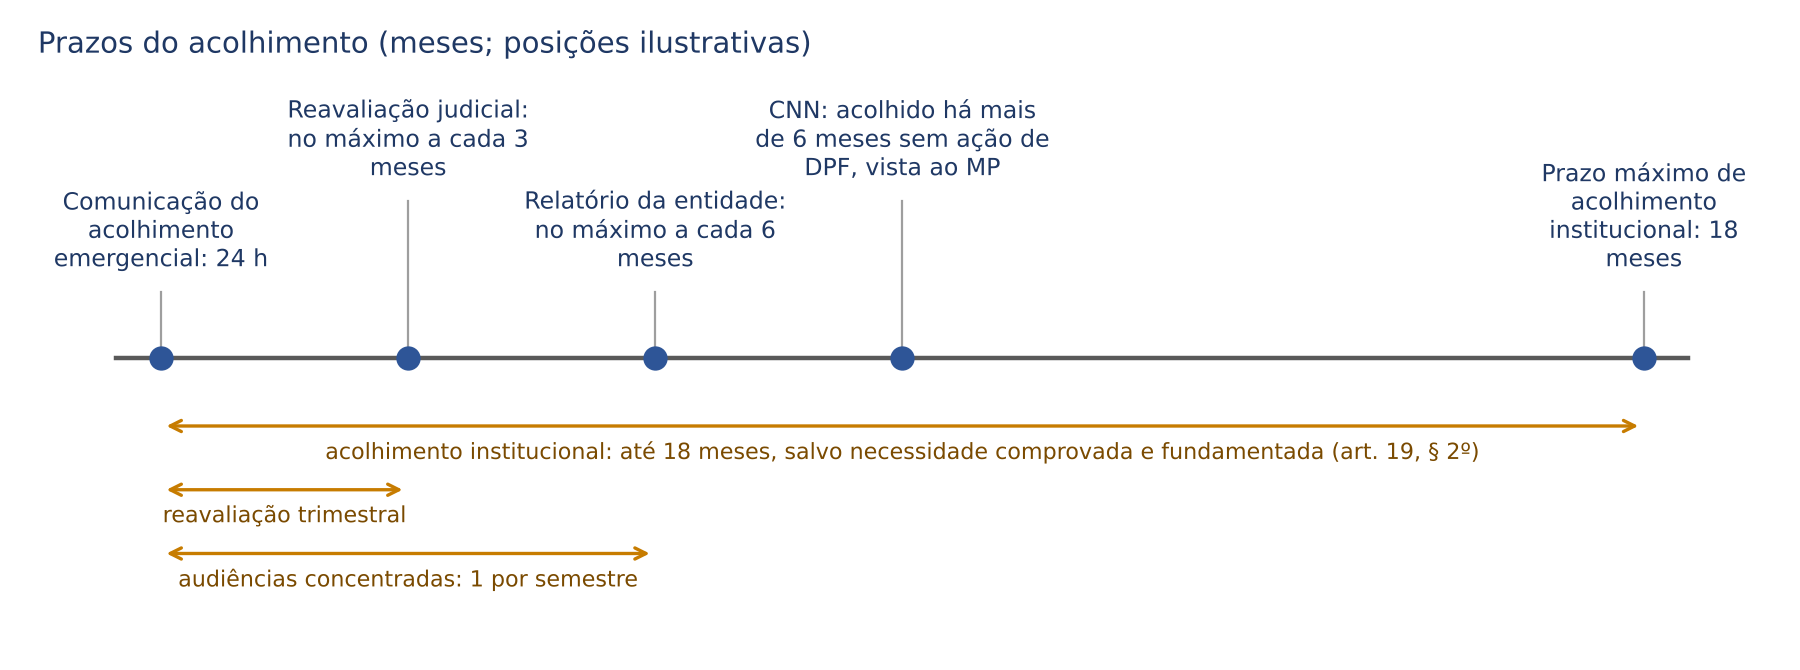 Prazos do acolhimento (meses; posições ilustrativas)
Comunicação do
acolhimento
emergencial: 24 h
Reavaliação judicial:
no máximo a cada 3
meses
Relatório da entidade:
no máximo a cada 6
meses
CNN: acolhido há mais
de 6 meses sem ação de
DPF, vista ao MP
Prazo máximo de
acolhimento
institucional: 18
meses
acolhimento institucional: até 18 meses, salvo necessidade comprovada e fundamentada (art. 19, § 2º)
reavaliação trimestral
audiências concentradas: 1 por semestre